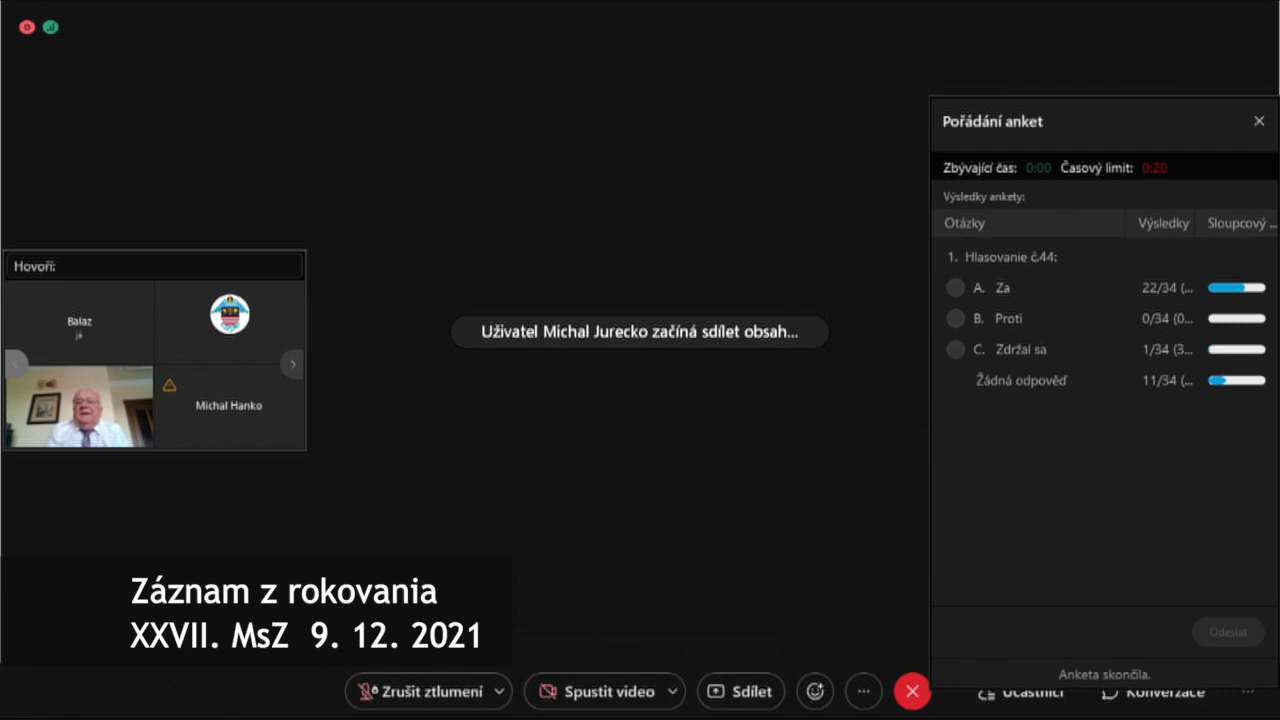 Pořádání anket
Zbývající čas: 0:00 Časový limit: 0:20
Výsledky ankety:
Otázky Výsledky Sloupcový ...
1. Hlasovanie č.44:
A. Za 22/34 (...
B. Proti 0/34 (0...
C. Zdržal sa 1/34 (3...
Žádná odpověď 11/34 (...
Hovoří:
Balaz
já
Michal Hanko
Uživatel Michal Jurecko začíná sdílet obsah...
Záznam z rokovania
XXVII. MsZ 9. 12. 2021
Odeslat
Anketa skončila.
Zrušit ztlumení Spustit video Sdílet Účastníci Konverzace